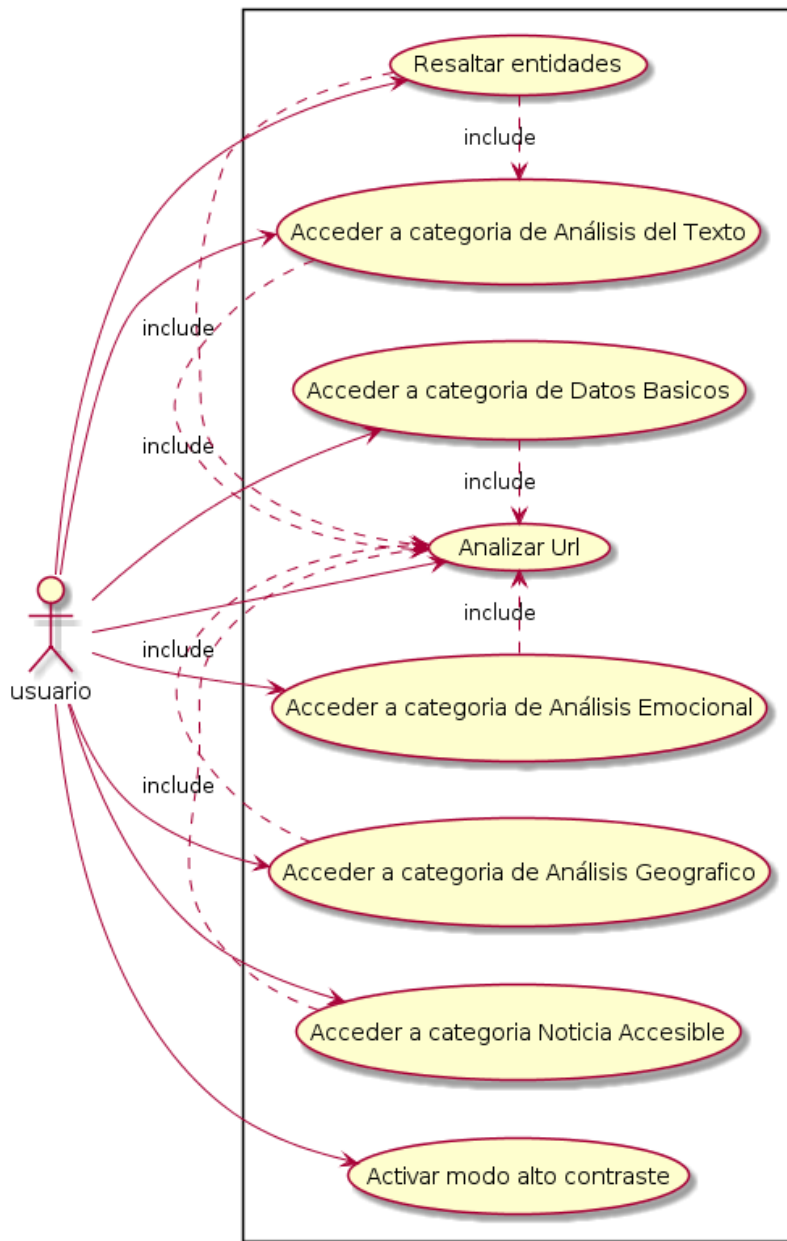 Resaltar entidades
include
Acceder a categoria de Análisis del Texto
include
Acceder a categoria de Datos Basicos
include
include
Analizar Url
include
include
usuario
Acceder a categoria de Análisis Emocional
include
Acceder a categoria de Análisis Geografico
Acceder a categoria Noticia Accesible
Activar modo alto contraste